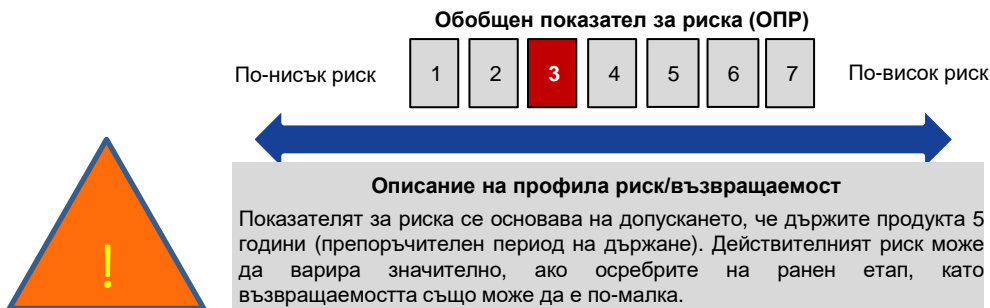 Обобщен показател за риска (ОПР)
По-нисък риск 1 2 3 4 5 6 7 По-висок риск
!
Описание на профила риск/възвращаемост
Показателят за риска се основава на допускането, че държите продукта 5
години (препоръчителен период на държане). Действителният риск може
да варира значително, ако осребрите на ранен етап, като
възвращаемостта също може да е по-малка.